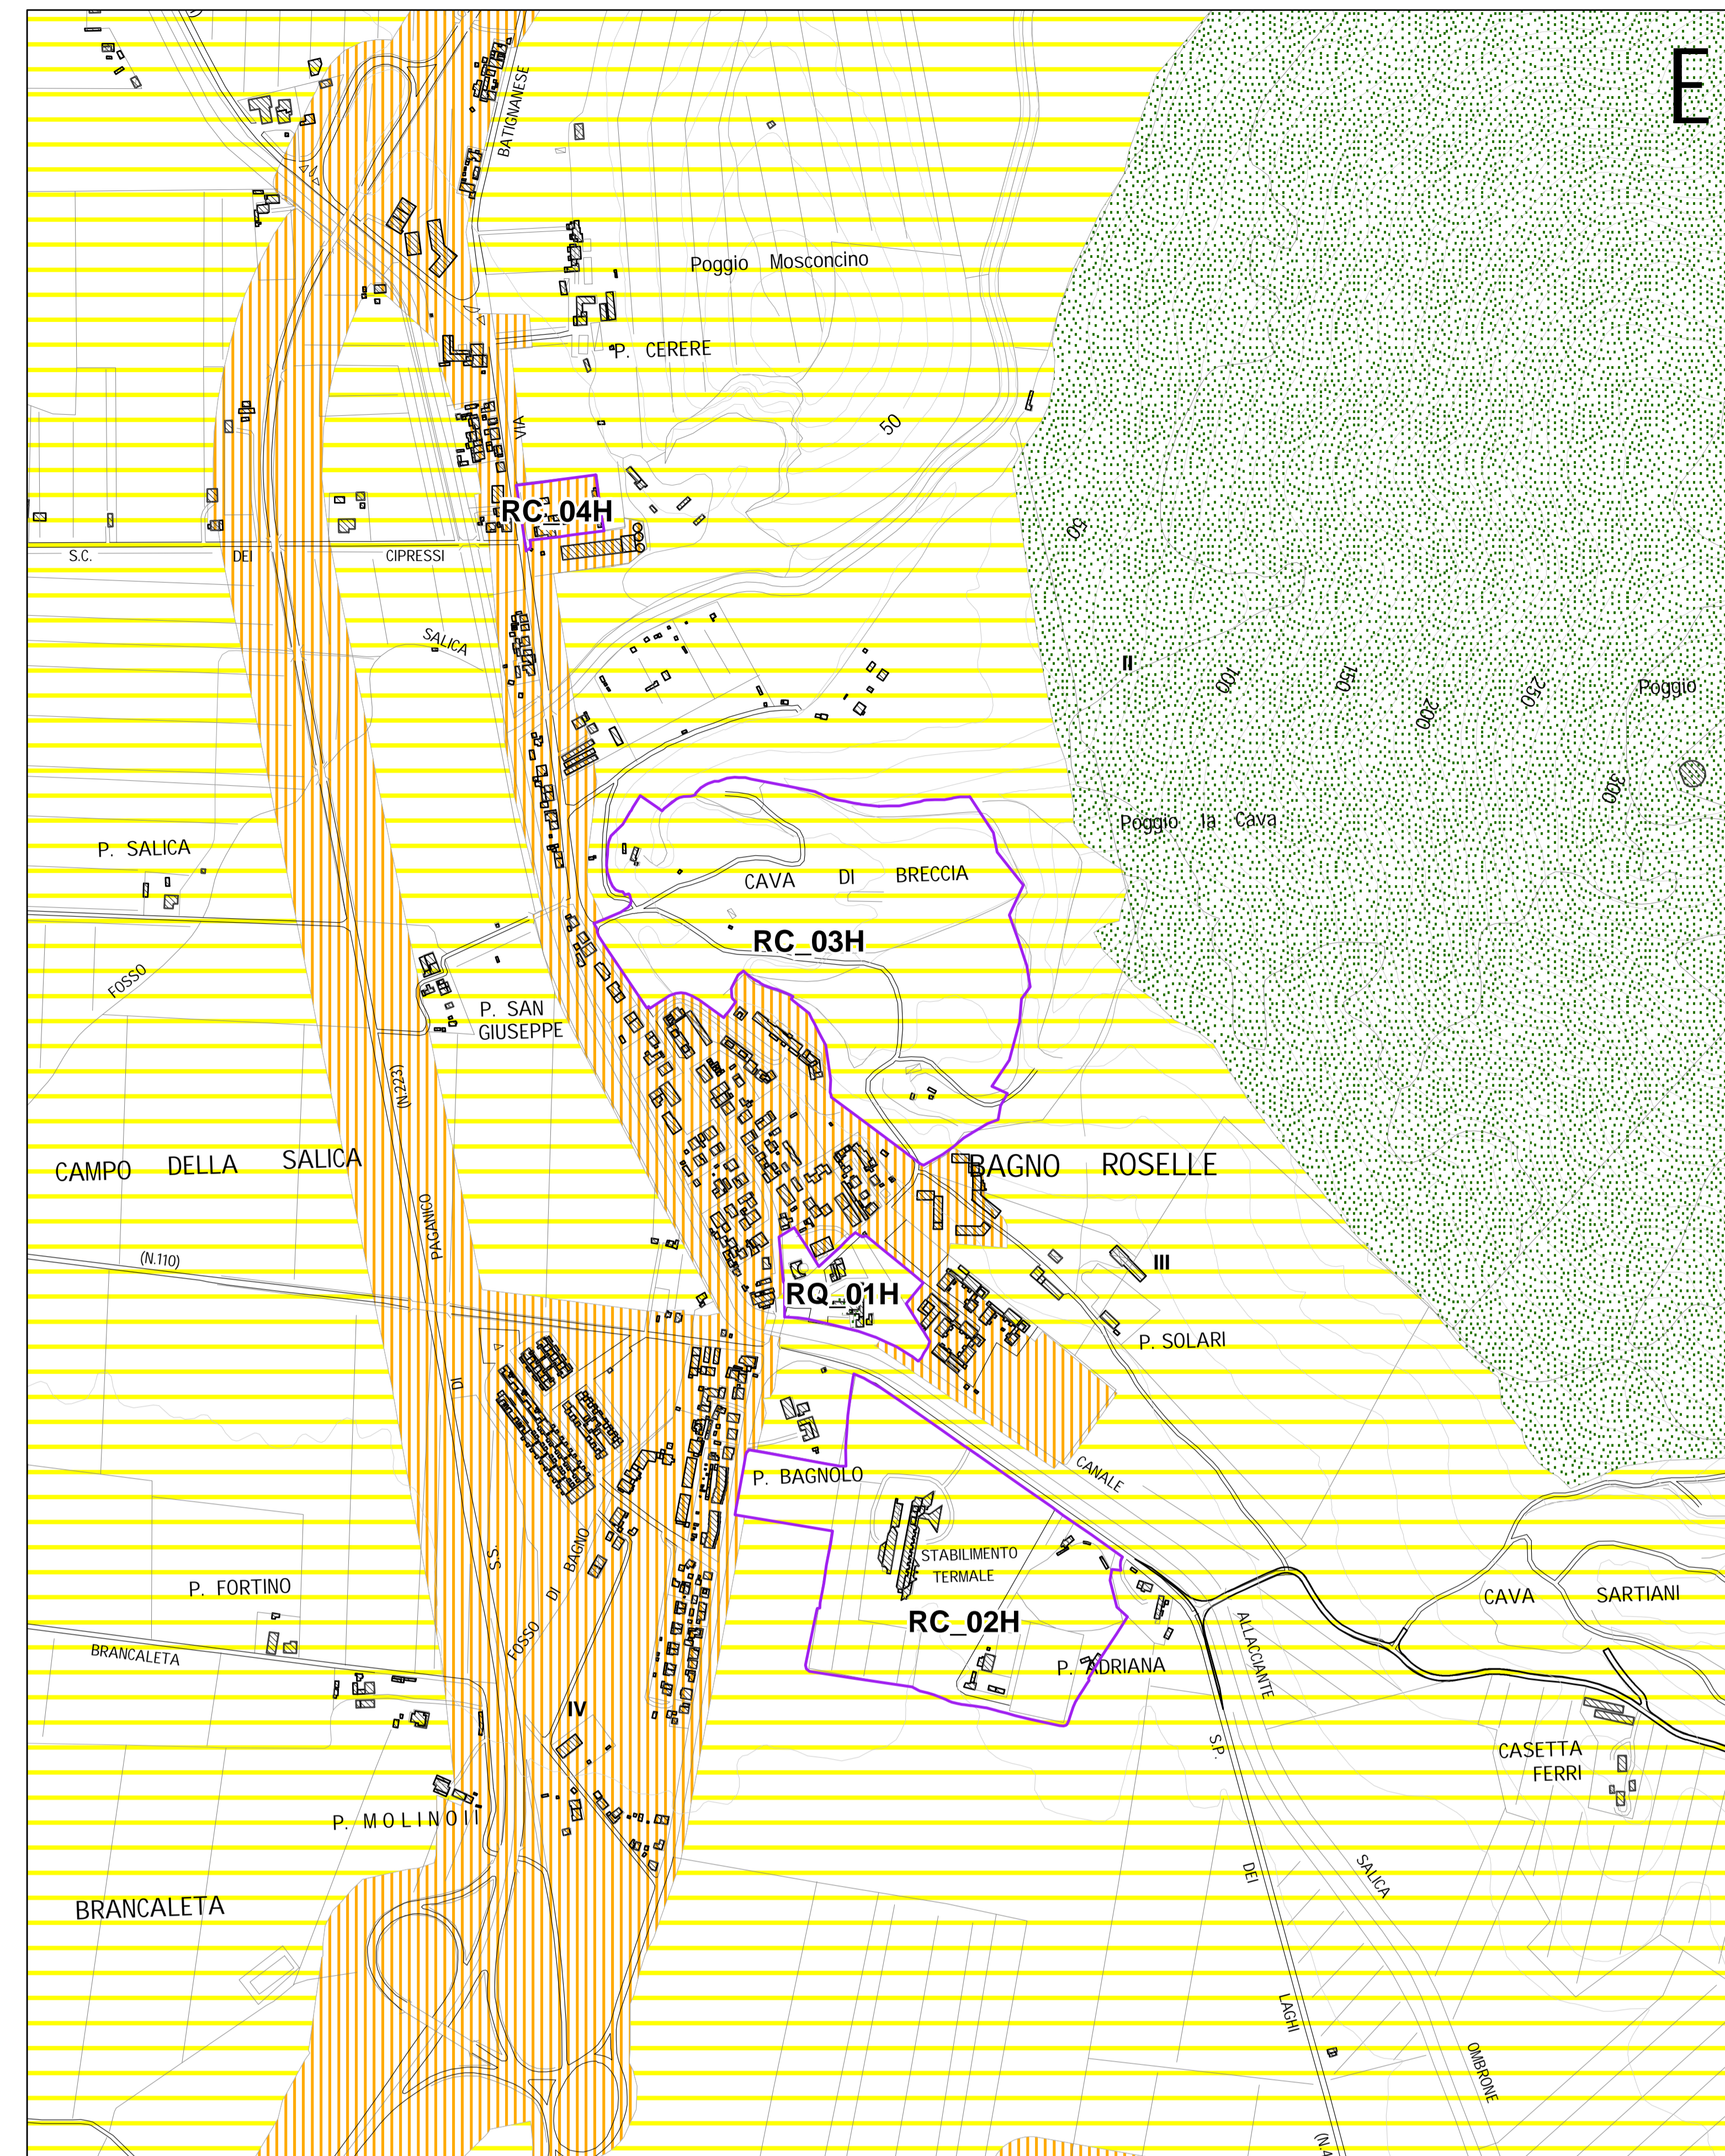 E
BATIGNANESE
Poggio Mosconcino
P. CERERE
50
VIA
RC_04H
50
S.C. DEI CIPRESSI
SALICA
II
100
150
200
250
Poggio
300
Poggio la Cava
P. SALICA
CAVA DI BRECCIA
RC_03H
FOSSO
P. SAN
GIUSEPPE
(N.223)
CAMPO DELLA SALICA
BAGNO ROSELLE
PAGANICO
(N.110)
III
RQ_01H
P. SOLARI
DI
P. BAGNOLO
CANALE
STABILIMENTO
TERMALE
S.S.
FOSSO DI BAGNO
P. FORTINO
CAVA SARTIANI
RC_02H
BRANCALETA
P. ADRIANA
ALLACCIANTE
IV
S.P.
CASETTA
FERRI
P. MOLINO II
DEI
SALICA
BRANCALETA
LAGHI
OMBRONE
(N.4